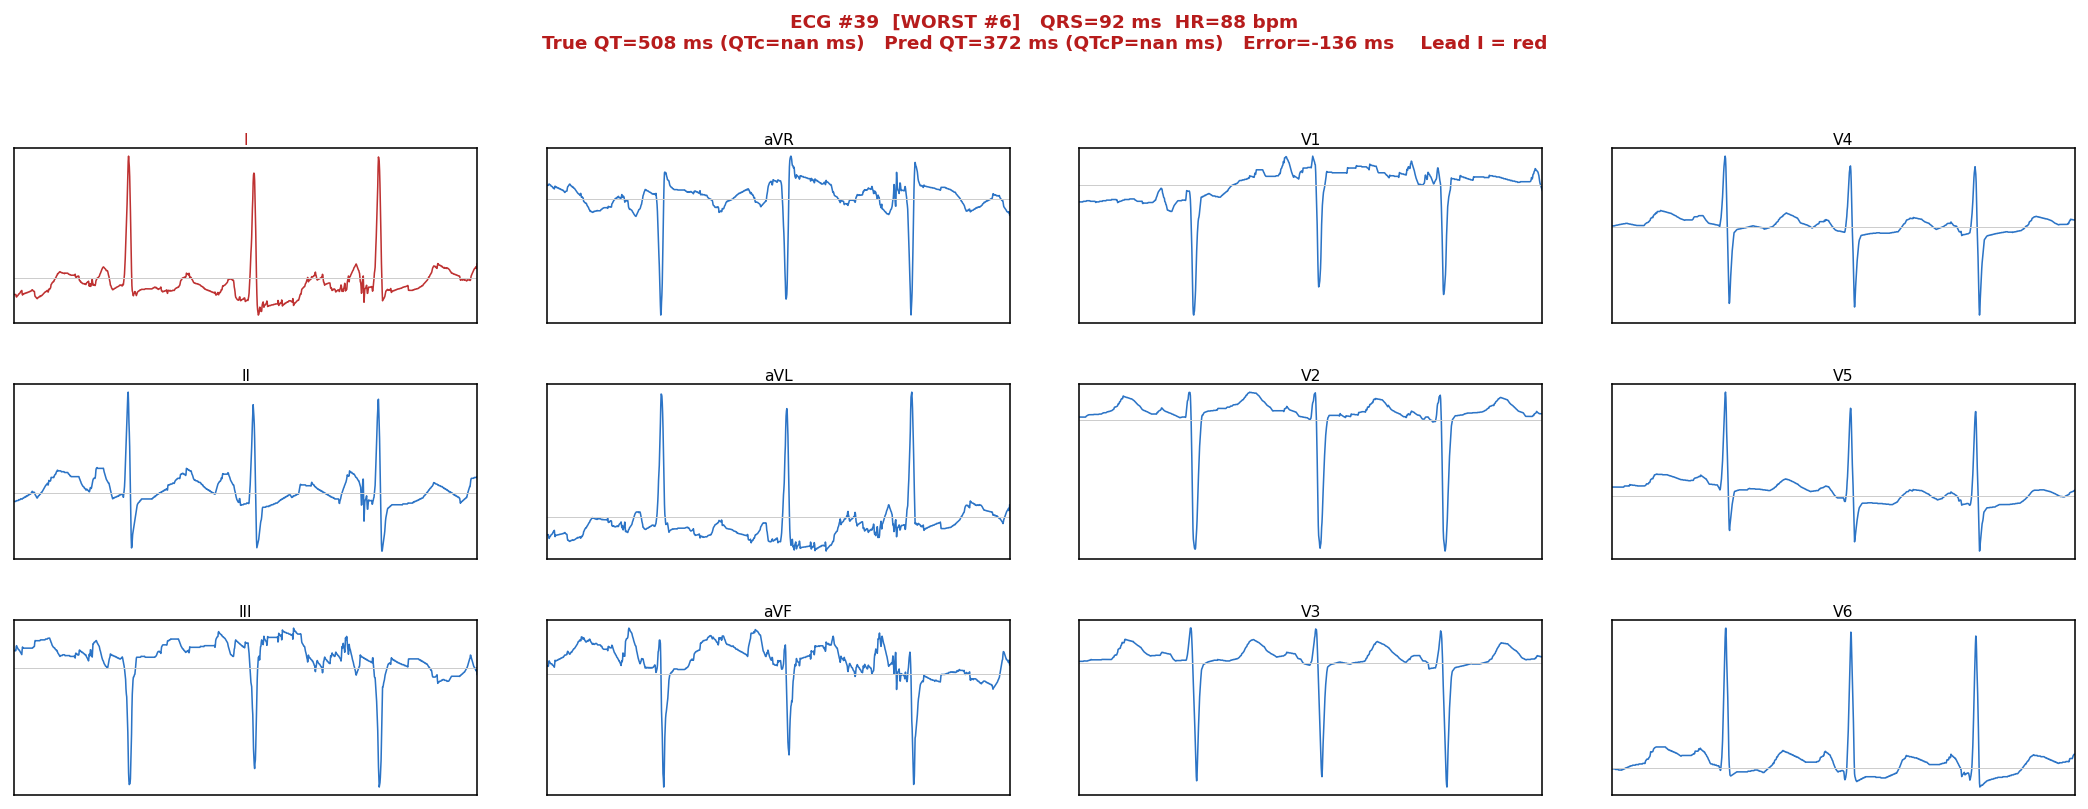 ECG #39  [WORST #6]   QRS=92 ms  HR=88 bpm
True QT=508 ms (QTc=nan ms)   Pred QT=372 ms (QTcP=nan ms)   Error=-136 ms    Lead I = red
I
aVR
V1
V4
II
aVL
V2
V5
III
aVF
V3
V6